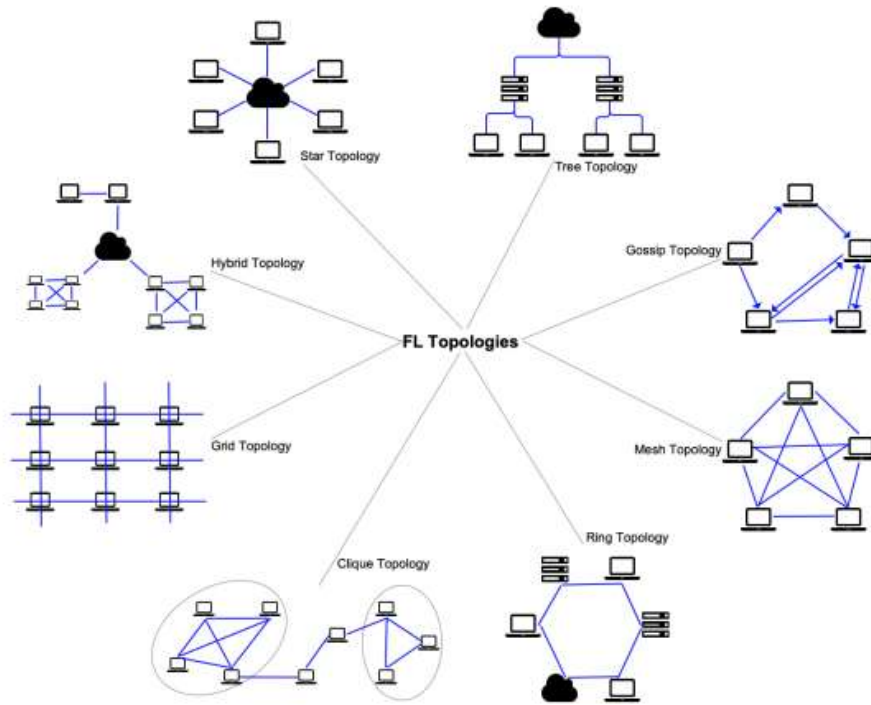 Star Topology
Tree Topology
Hybrid Topology
Gossip Topology
FL Topologies
Grid Topology
Mesh Topology
Ring Topology
Clique Topology